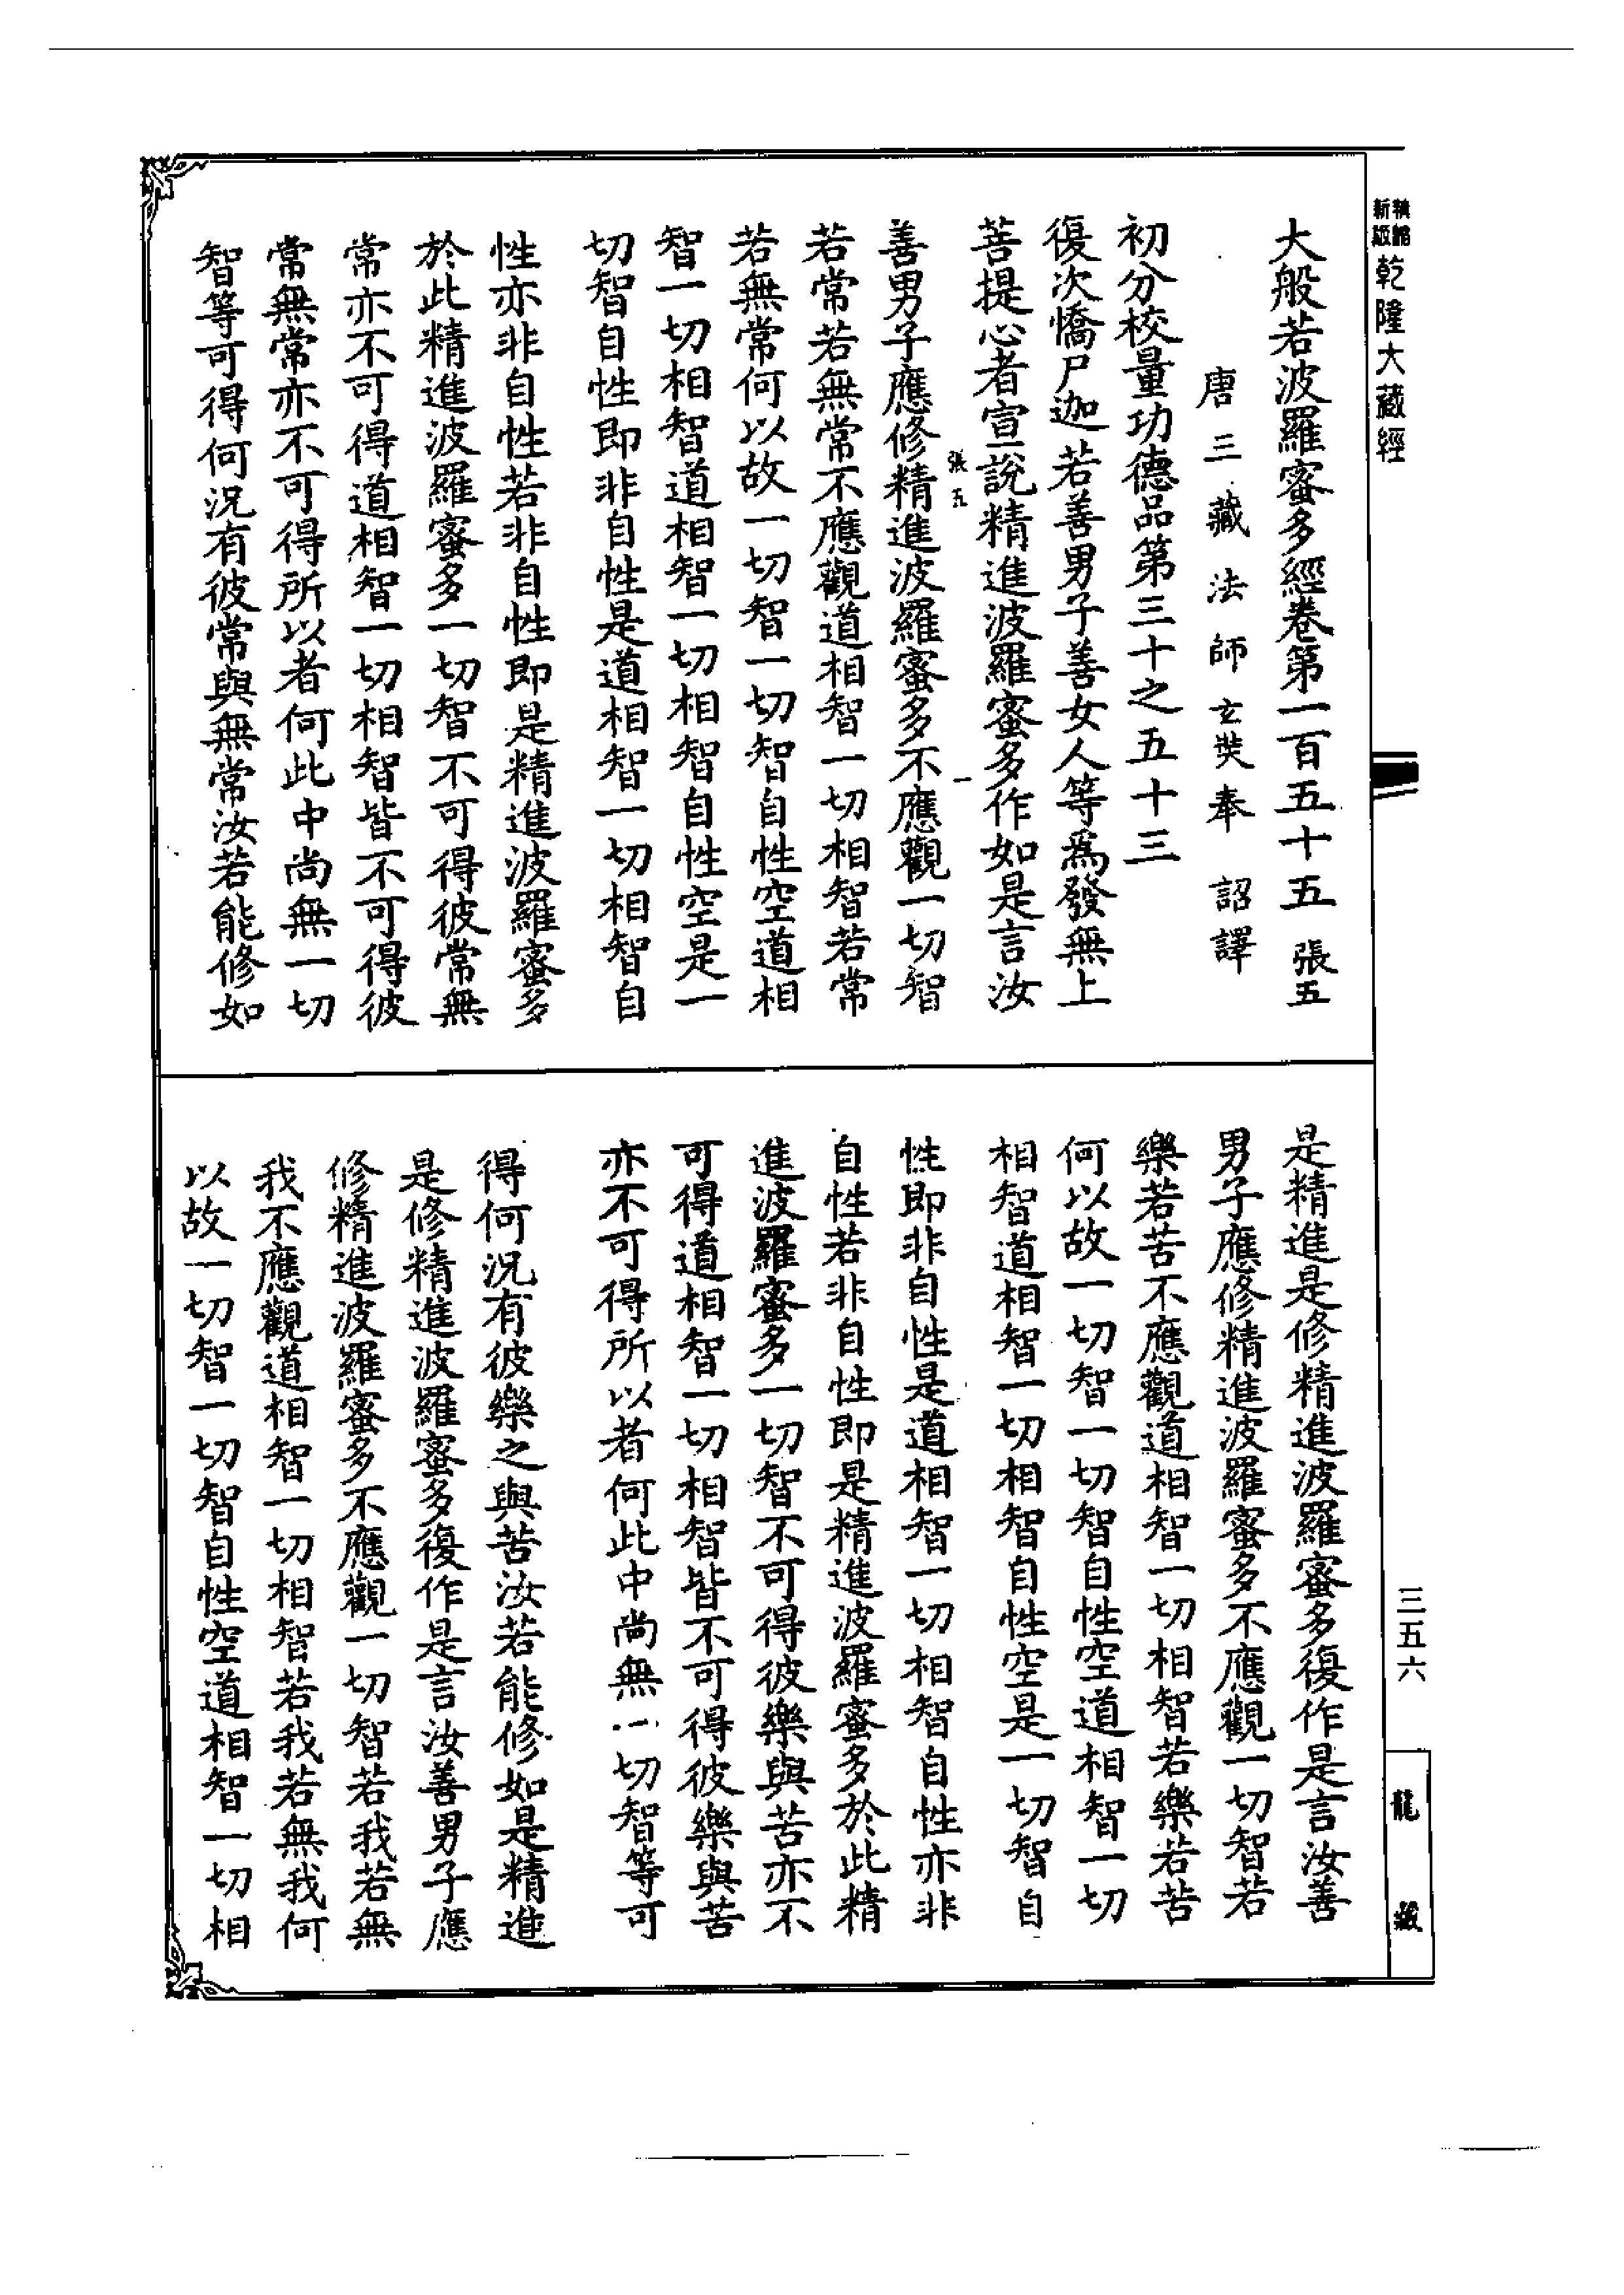 精縮新版乾隆大藏經
大般若波羅蜜多經卷第一百五十五 張五
唐三藏法師玄奘奉 詔譯
初分校量功德品第三十之五十三
復次憍尸迦若善男子善女人等爲發無上
菩提心者宣說精進波羅蜜多作如是言汝
張五 一
善男子應修精進波羅蜜多不應觀一切智
若常若無常不應觀道相智一切相智若常
若無常何以故一切智一切智自性空道相
智一切相智道相智一切相智自性空是一
切智自性即非自性是道相智一切相智自
性亦非自性若非自性即是精進波羅蜜多
於此精進波羅蜜多一切智不可得彼常無
常亦不可得道相智一切相智皆不可得彼
常無常亦不可得所以者何此中尚無一切
智等可得何況有彼常與無常汝若能修如
是精進是修精進波羅蜜多復作是言汝善
男子應修精進波羅蜜多不應觀一切智若
樂若苦不應觀道相智一切相智若樂若苦
何以故一切智一切智自性空道相智一切
相智道相智一切相智自性空是一切智自
性即非自性是道相智一切相智自性亦非
自性若非自性即是精進波羅蜜多於此精
進波羅蜜多一切智不可得彼樂與苦亦不
可得道相智一切相智皆不可得彼樂與苦
亦不可得所以者何此中尚無一切智等可
得何況有彼樂之與苦汝若能修如是精進
是修精進波羅蜜多復作是言汝善男子應
修精進波羅蜜多不應觀一切智若我若無
我不應觀道相智一切相智若我若無我何
以故一切智一切智自性空道相智一切相
三五六
龍藏